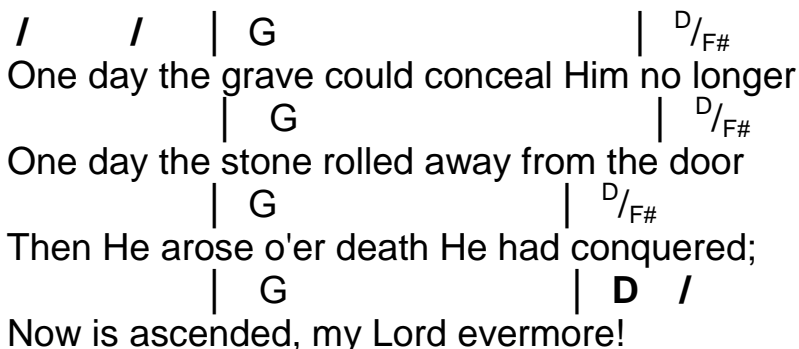 / / | G | D/F#
One day the grave could conceal Him no longer
| G | D/F#
One day the stone rolled away from the door
| G | D/F#
Then He arose o'er death He had conquered;
| G | D /
Now is ascended, my Lord evermore!